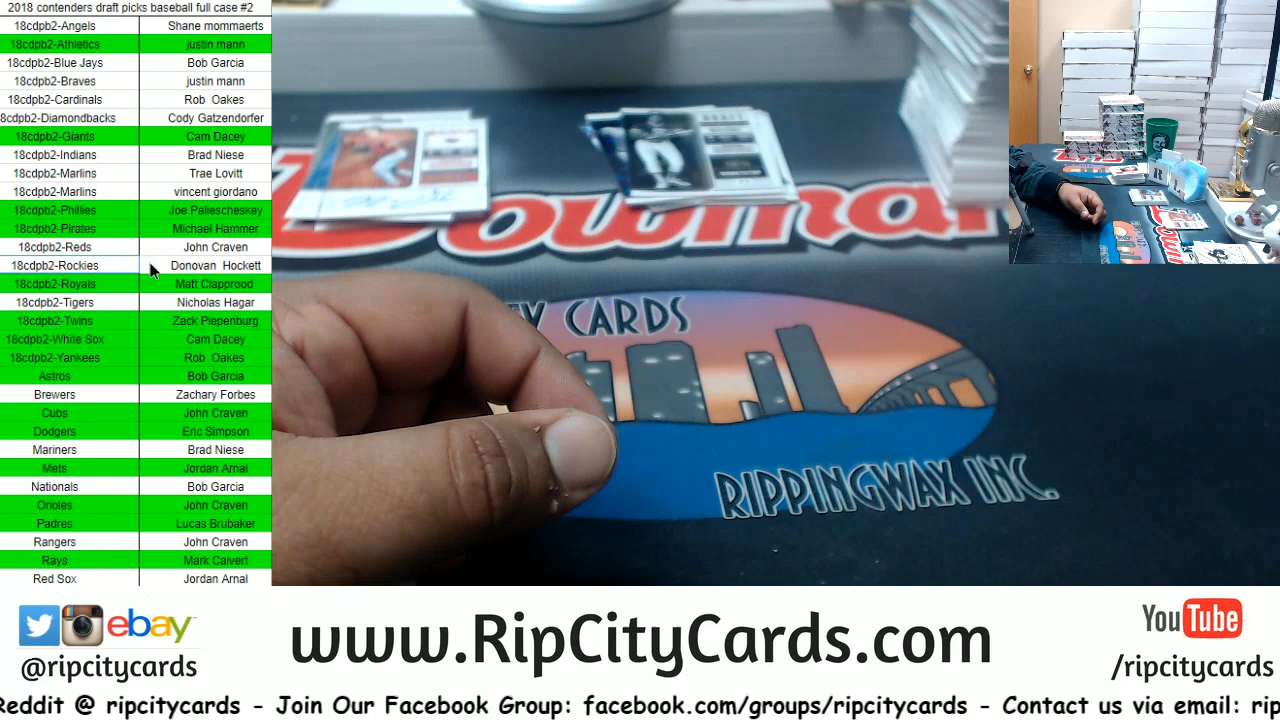 2018 contenders draft picks baseball full case #2
18cdpb2-Angels Shane mommaerts
18cdpb2-Athletics justin mann
18cdpb2-Blue Jays Bob Garcia
18cdpb2-Braves justin mann
18cdpb2-Cardinals Rob Oakes
8cdpb2-Diamondbacks Cody Gatzendorfer
18cdpb2-Giants Cam Dacey
18cdpb2-Indians Brad Niese
18cdpb2-Marlins Trae Lovitt
18cdpb2-Marlins vincent giordano
18cdpb2-Phillies Joe Paliescheskey
18cdpb2-Pirates Michael Hammer
18cdpb2-Reds John Craven
18cdpb2-Rockies Donovan Hockett
18cdpb2-Royals Matt Clapprood
18cdpb2-Tigers Nicholas Hagar
18cdpb2-Twins Zack Piepenburg
18cdpb2-White Sox Cam Dacey
18cdpb2-Yankees Rob Oakes
Astros Bob Garcia
Brewers Zachary Forbes
Cubs John Craven
Dodgers Eric Simpson
Mariners Brad Niese
Mets Jordan Arnal
Nationals Bob Garcia
Orioles John Craven
Padres Lucas Brubaker
Rangers John Craven
Rays Mark Calvert
Red Sox Jordan Arnal
DRAFT
Bowman
CARDS
RIPPINGWAX INC.
ebay
@ripcitycards
www.RipCityCards.com
YouTube
/ripcitycards
Reddit @ ripcitycards - Join Our Facebook Group: facebook.com/groups/ripcitycards - Contact us via email: rip